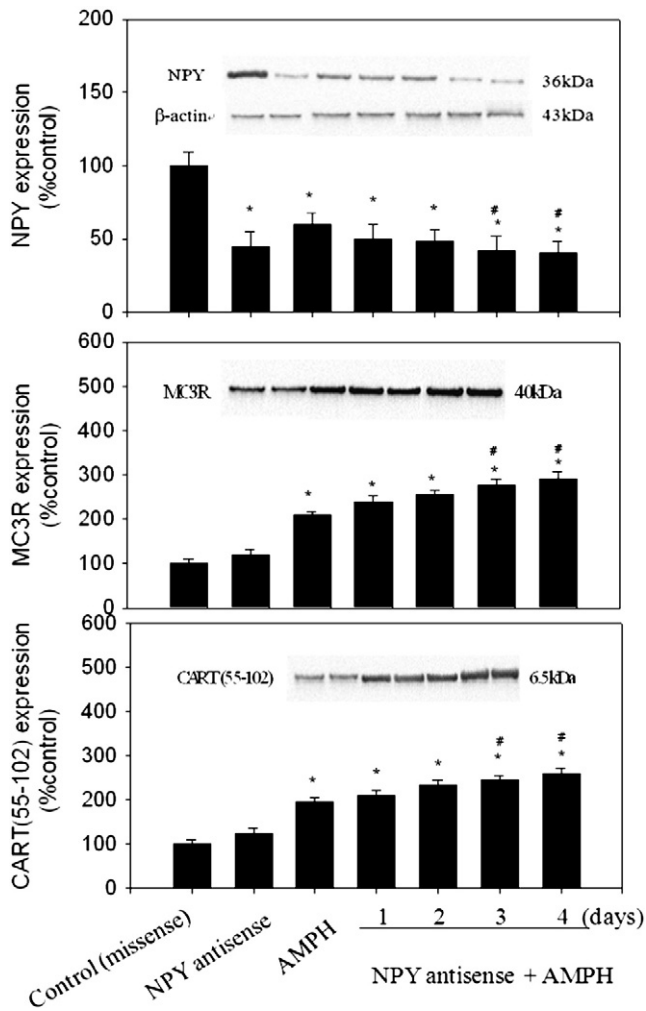 200
150
100
50
0
NPY expression
(%control)
NPY
36kDa
β-actin
43kDa
*
*
*
*
#
*
#
*
600
500
400
300
200
100
0
MC3R expression
(%control)
MC3R
40kDa
*
*
*
#
*
#
*
600
500
400
300
200
100
0
CART(55-102) expression
(%control)
CART(55-102)
6.5kDa
*
*
*
#
*
#
*
Control (missense)
NPY antisense
AMPH
1 2 3 4 (days)
NPY antisense + AMPH